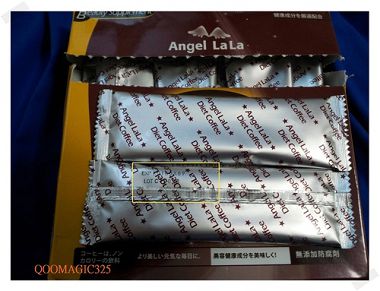 Beauty Supplement
健康成分を厳選配合
Angel LaLa
Angel LaLa ★ Diet Coffee ★
EXP
LOT.
コーヒーは、ノン
カロリーの飲料
より美しい元気な毎日に。
美容健康成分を美味しく!
無添加防腐劑
QOOMAGIC325